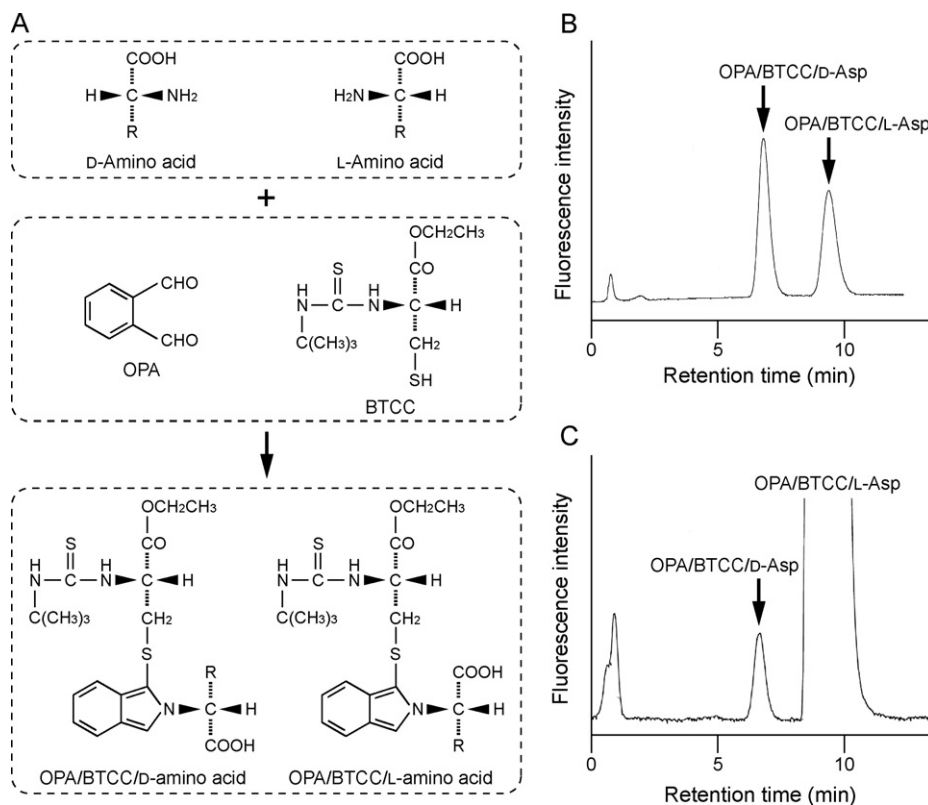 A
COOH
H C NH2
R
D-Amino acid
COOH
H2N C H
R
L-Amino acid
+
CHO
CHO
OPA
OCH2CH3
S CO
H H
N C N C H
C(CH3)3 CH2
SH
BTCC
OCH2CH3
S CO
H H
N C N C H
C(CH3)3 CH2
S
R
N C H
COOH
OPA/BTCC/D-amino acid
OCH2CH3
S CO
H H
N C N C H
C(CH3)3 CH2
S
COOH
N C H
R
OPA/BTCC/L-amino acid
B
Fluorescence intensity
OPA/BTCC/D-Asp
OPA/BTCC/L-Asp
0 5 10
Retention time (min)
C
Fluorescence intensity
OPA/BTCC/L-Asp
OPA/BTCC/D-Asp
0 5 10
Retention time (min)